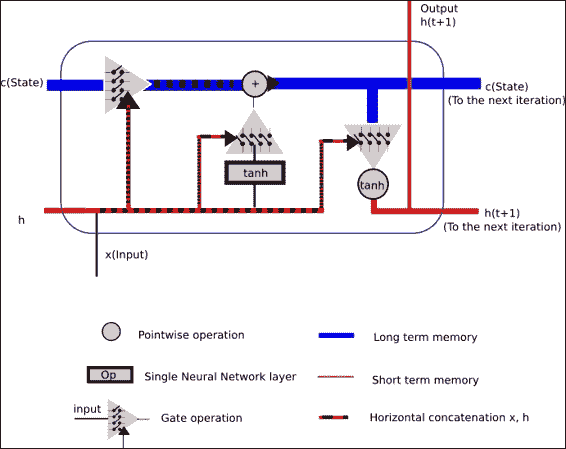 Output
h(t+1)
c(State)
c(State)
(To the next iteration)
+
tanh
tanh
h
h(t+1)
(To the next iteration)
x(Input)
Pointwise operation
Long term memory
Op
Single Neural Network layer
Short term memory
input
Gate operation
Horizontal concatenation x, h